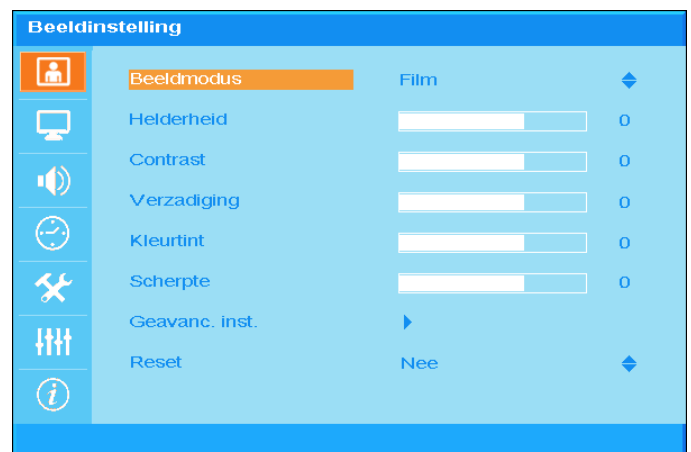 Beeldinstelling
Beeldmodus Film
Helderheid 0
Contrast 0
Verzadiging 0
Kleurtint 0
Scherpte 0
Geavanc. inst.
Reset Nee